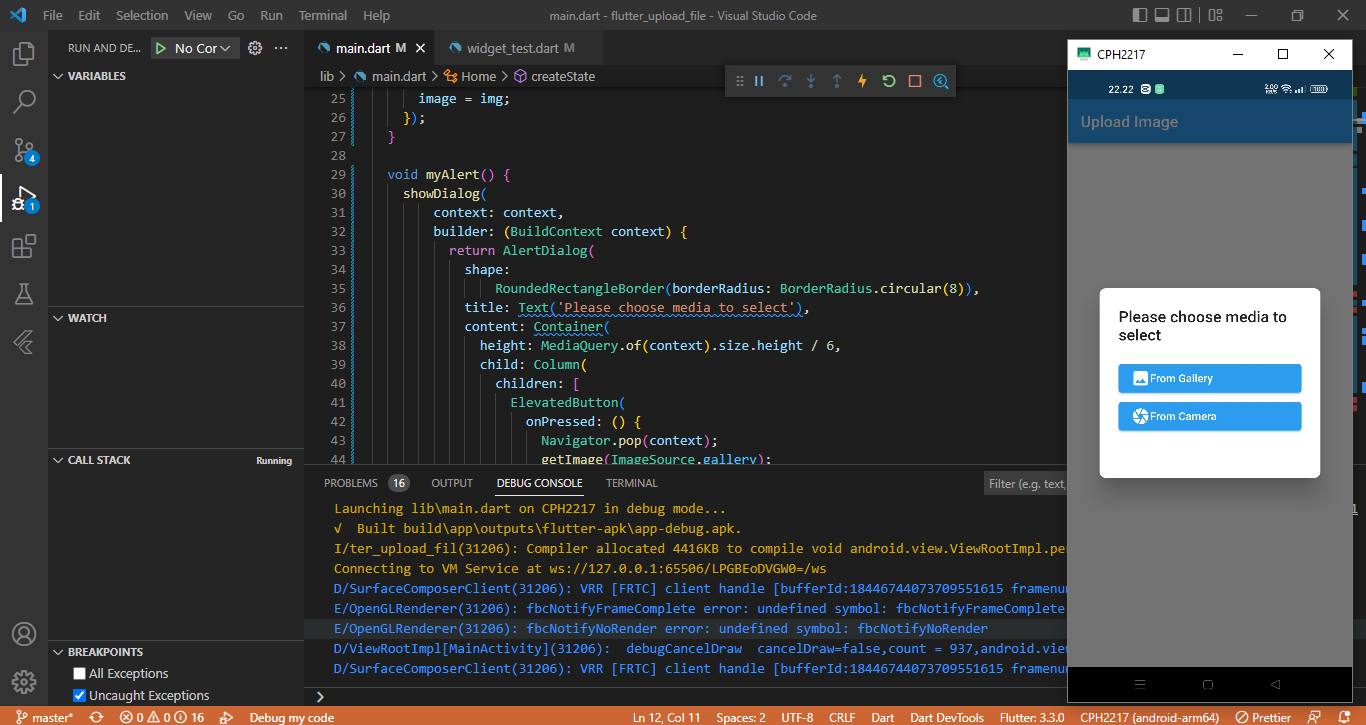 File Edit Selection View Go Run Terminal Help
main.dart - flutter_upload_file - Visual Studio Code
RUN AND DE...
No Cor
main.dart M
widget_test.dart M
lib > main.dart > Home > createState
VARIABLES
WATCH
CALL STACK
Running
BREAKPOINTS
All Exceptions
Uncaught Exceptions
4
1
25 image = img;
26 });
27 }
28
29 void myAlert() {
30 showDialog(
31 context: context,
32 builder: (BuildContext context) {
33 return AlertDialog(
34 shape:
35 RoundedRectangleBorder(borderRadius: BorderRadius.circular(8)),
36 title: Text('Please choose media to select'),
37 content: Container(
38 height: MediaQuery.of(context).size.height / 6,
39 child: Column(
40 children: [
41 ElevatedButton(
42 onPressed: () {
43 Navigator.pop(context);
44 getImage(ImageSource.gallery);
PROBLEMS 16 OUTPUT DEBUG CONSOLE TERMINAL
Filter (e.g. text,
Launching lib\main.dart on CPH2217 in debug mode...
√ Built build\app\outputs\flutter-apk\app-debug.apk.
I/ter_upload_fil(31206): Compiler allocated 4416KB to compile void android.view.ViewRootImpl.pe
Connecting to VM Service at ws://127.0.0.1:65506/LPGBEoDVGW0=/ws
D/SurfaceComposerClient(31206): VRR [FRTC] client handle [bufferId:18446744073709551615 framenu
E/OpenGLRenderer(31206): fbcNotifyFrameComplete error: undefined symbol: fbcNotifyFrameComplete
E/OpenGLRenderer(31206): fbcNotifyNoRender error: undefined symbol: fbcNotifyNoRender
D/ViewRootImpl[MainActivity](31206): debugCancelDraw cancelDraw=false,count = 937,android.vie
D/SurfaceComposerClient(31206): VRR [FRTC] client handle [bufferId:18446744073709551615 framenu
CPH2217
22.22
Upload Image
Please choose media to
select
From Gallery
From Camera
master* 0 0 16 Debug my code Ln 12, Col 11 Spaces: 2 UTF-8 CRLF Dart Dart DevTools Flutter: 3.3.0 CPH2217 (android-arm64) Prettier